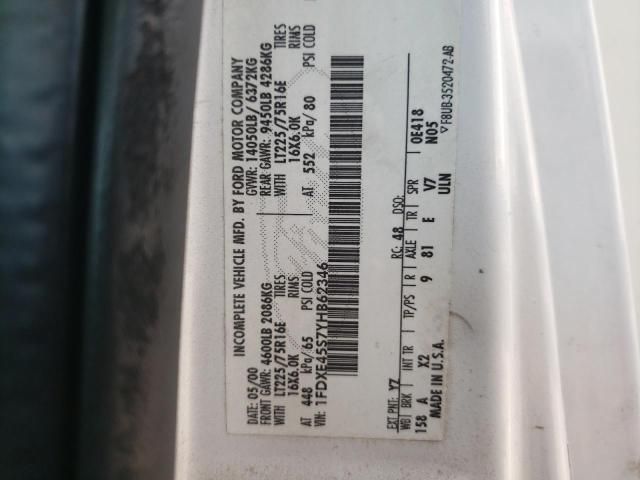 INCOMPLETE VEHICLE MFD. BY FORD MOTOR COMPANY
DATE: 05/00 GVWR: 14050LB/ 6372KG
FRONT GAWR: 4600LB 2086KG REAR GAWR: 9450LB 4286KG
WITH LT225/75R16E TIRES WITH LT225/75R16E TIRES
16X6.0K RIMS 16X6.0K RIMS
AT 448 kPa/ 65 PSI COLD AT 552 kPa/ 80 PSI COLD
VIN: 1FDXE45S7YHB62346
EXT PNT: YZ RC: 48 DSO:
WB BRK INT TR TP/PS R AXLE TR SPR 0E418
158 A X2 9 81 E V7 N05
MADE IN U.S.A. ULN
F8UB-3520472-AB